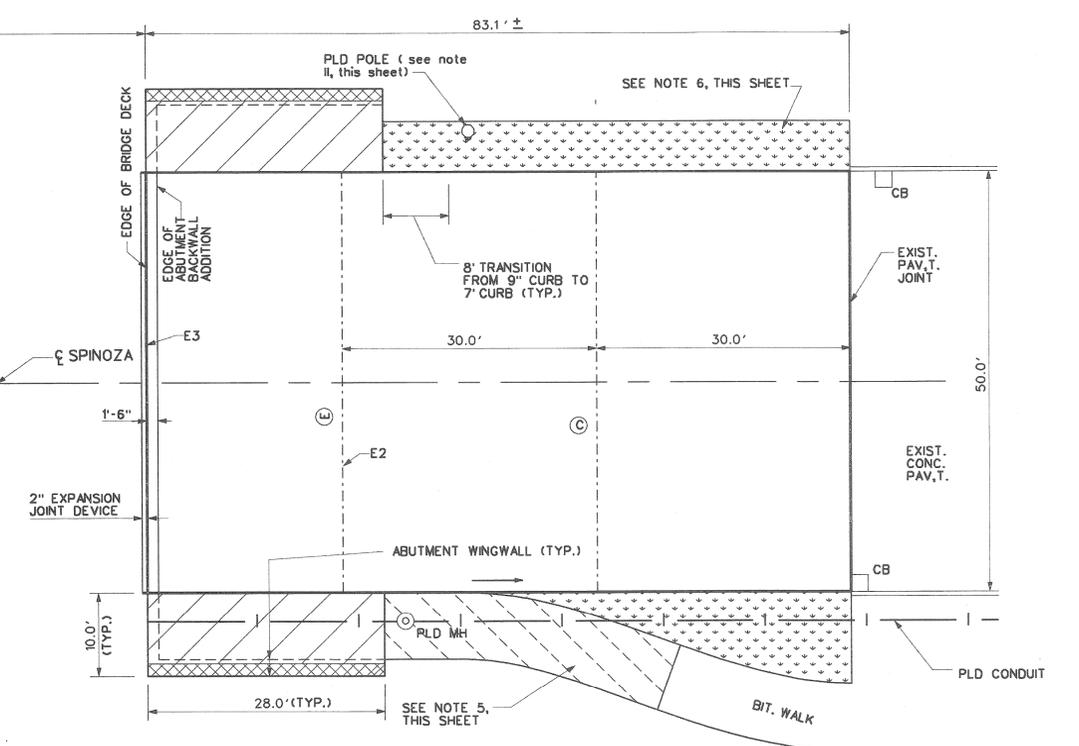 83.1' ±
PLD POLE ( see note
II, this sheet)
SEE NOTE 6, THIS SHEET
EDGE OF BRIDGE DECK
EDGE OF
ABUTMENT
BACKWALL
ADDITION
CB
8' TRANSITION
FROM 9" CURB TO
7' CURB (TYP.)
EXIST.
PAV,T.
JOINT
E3
30.0'
30.0'
℄ SPINOZA
50.0'
1'-6"
E
C
E2
EXIST.
CONC.
PAV,T.
2" EXPANSION
JOINT DEVICE
ABUTMENT WINGWALL (TYP.)
CB
10.0'
(TYP.)
PLD MH
PLD CONDUIT
28.0'(TYP.)
SEE NOTE 5,
THIS SHEET
BIT. WALK